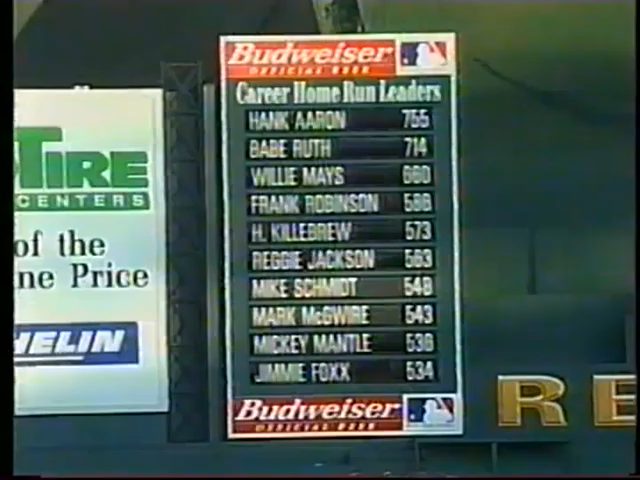 TIRE
CENTERS
of the
ne Price
HELIN
Budweiser
OFFICIAL BEER
Career Home Run Leaders
HANK AARON 755
BABE RUTH 714
WILLIE MAYS 660
FRANK ROBINSON 586
H. KILLEBREW 573
REGGIE JACKSON 563
MIKE SCHMIDT 548
MARK McGWIRE 543
MICKEY MANTLE 536
JIMMIE FOXX 534
Budweiser
OFFICIAL BEER
RE